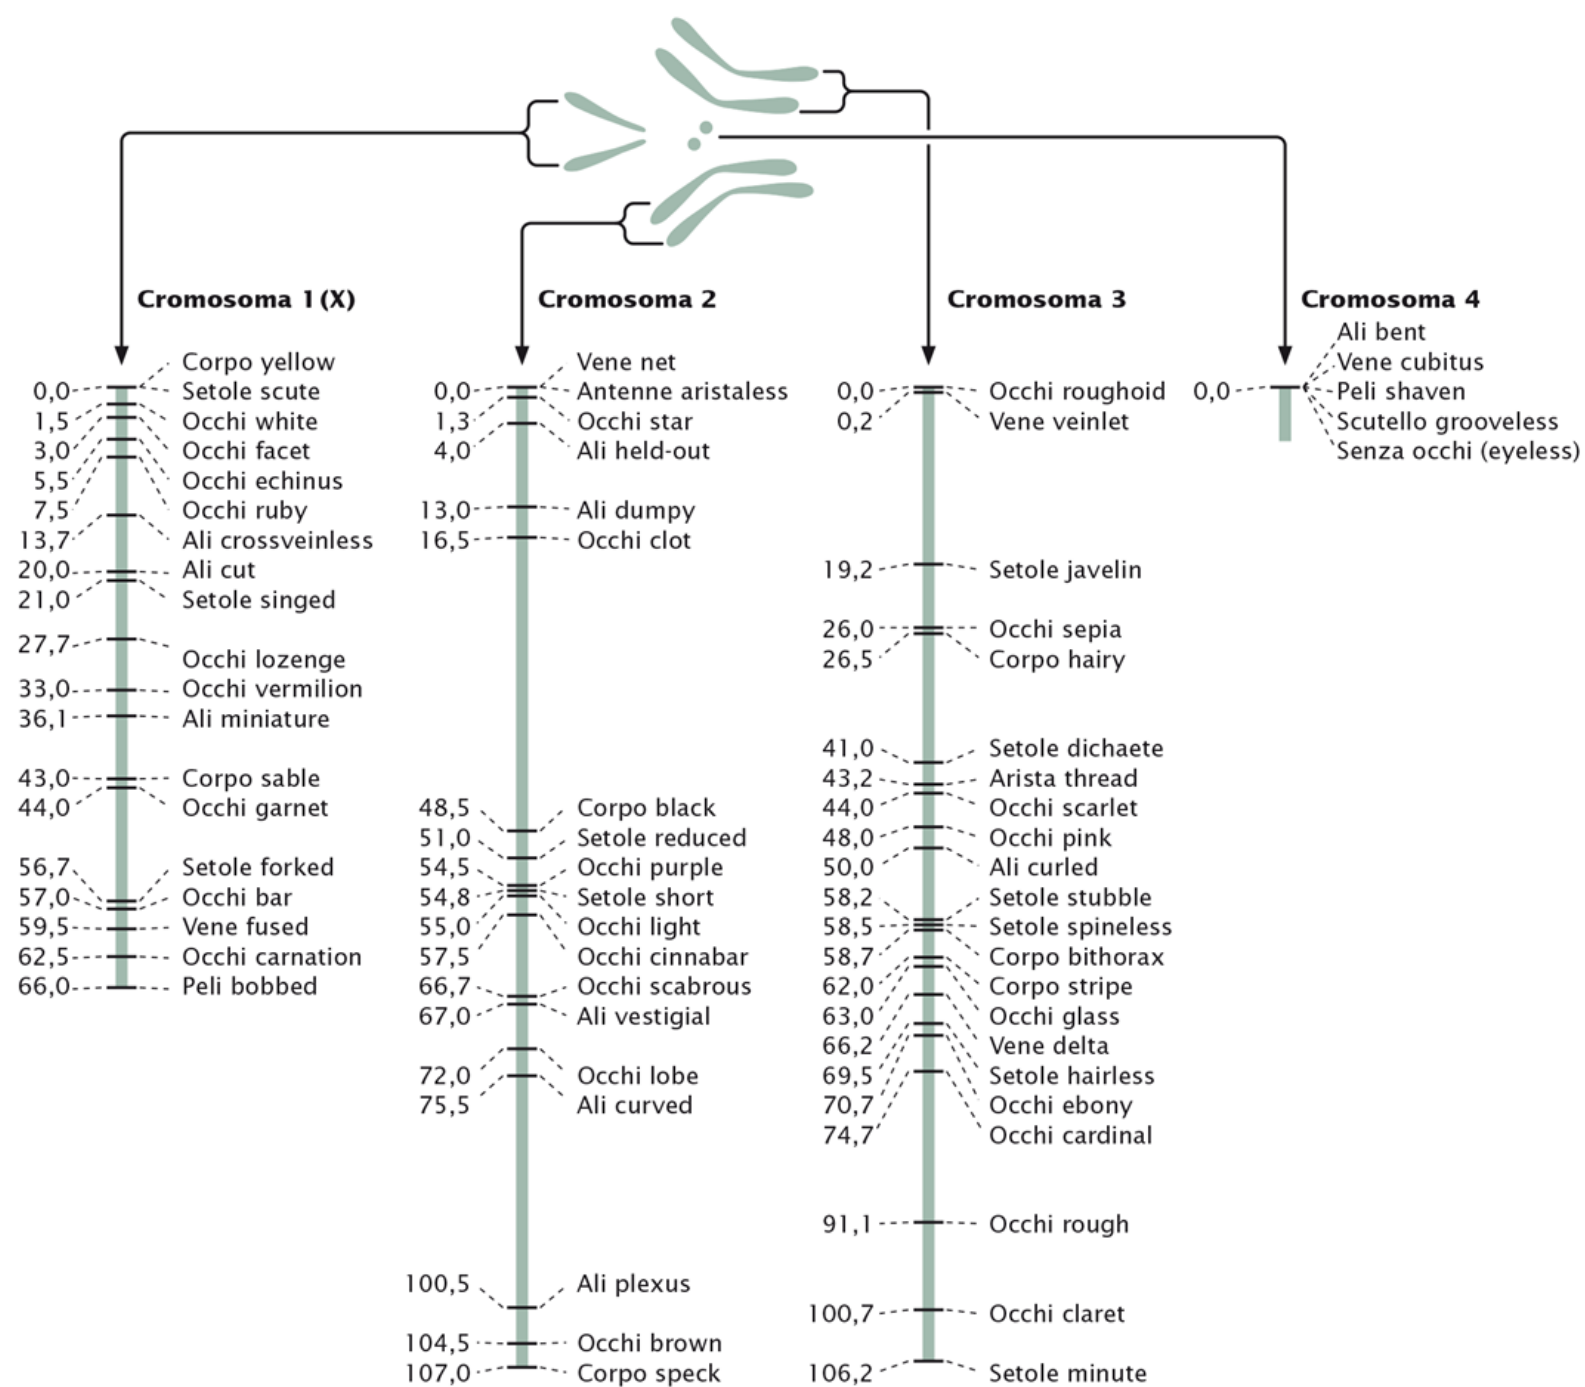 Cromosoma 1 (X)
0,0 Corpo yellow
Setole scute
1,5 Occhi white
3,0 Occhi facet
5,5 Occhi echinus
7,5 Occhi ruby
13,7 Ali crossveinless
20,0 Ali cut
21,0 Setole singed
27,7 Occhi lozenge
33,0 Occhi vermilion
36,1 Ali miniature
43,0 Corpo sable
44,0 Occhi garnet
56,7 Setole forked
57,0 Occhi bar
59,5 Vene fused
62,5 Occhi carnation
66,0 Peli bobbed
Cromosoma 2
Vene net
0,0 Antenne aristaless
1,3 Occhi star
4,0 Ali held-out
13,0 Ali dumpy
16,5 Occhi clot
48,5 Corpo black
51,0 Setole reduced
54,5 Occhi purple
54,8 Setole short
55,0 Occhi light
57,5 Occhi cinnabar
66,7 Occhi scabrous
67,0 Ali vestigial
72,0 Occhi lobe
75,5 Ali curved
100,5 Ali plexus
104,5 Occhi brown
107,0 Corpo speck
Cromosoma 3
0,0 Occhi roughoid
0,2 Vene veinlet
19,2 Setole javelin
26,0 Occhi sepia
26,5 Corpo hairy
41,0 Setole dichaete
43,2 Arista thread
44,0 Occhi scarlet
48,0 Occhi pink
50,0 Ali curled
58,2 Setole stubble
58,5 Setole spineless
58,7 Corpo bithorax
62,0 Corpo stripe
63,0 Occhi glass
66,2 Vene delta
69,5 Setole hairless
70,7 Occhi ebony
74,7 Occhi cardinal
91,1 Occhi rough
100,7 Occhi claret
106,2 Setole minute
Cromosoma 4
Ali bent
Vene cubitus
0,0 Peli shaven
Scutello grooveless
Senza occhi (eyeless)